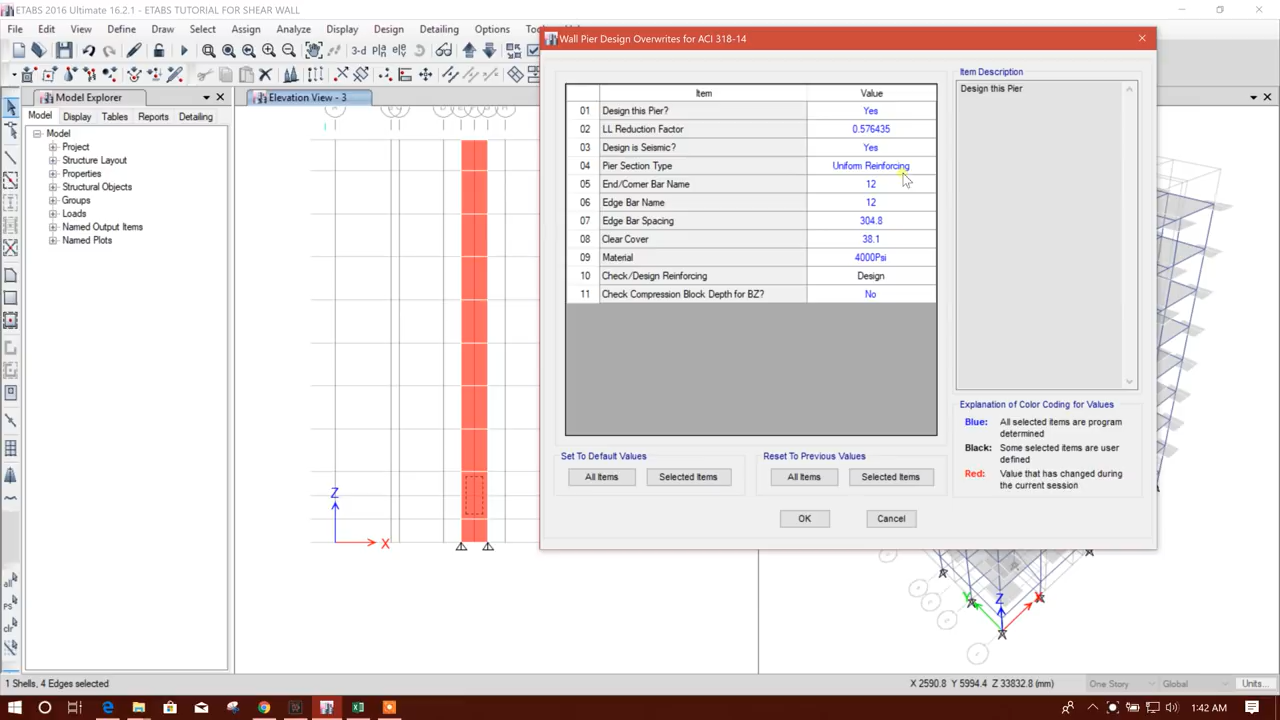 ETABS 2016 Ultimate 16.2.1 - ETABS TUTORIAL FOR SHEAR WALL
File Edit View Define Draw Select Assign Analyze Display Design Detailing Options
3-d
Model Explorer
Model Display Tables Reports Detailing
Model
Project
Structure Layout
Properties
Structural Objects
Groups
Loads
Named Output Items
Named Plots
all
PS
clr
Elevation View - 3
Z
X
Wall Pier Design Overwrites for ACI 318-14
Item Value
01 Design this Pier? Yes
02 LL Reduction Factor 0.576435
03 Design is Seismic? Yes
04 Pier Section Type Uniform Reinforcing
05 End/Corner Bar Name 12
06 Edge Bar Name 12
07 Edge Bar Spacing 304.8
08 Clear Cover 38.1
09 Material 4000Psi
10 Check/Design Reinforcing Design
11 Check Compression Block Depth for BZ? No
Item Description
Design this Pier
Explanation of Color Coding for Values
Blue: All selected items are program
determined
Black: Some selected items are user
defined
Red: Value that has changed during
the current session
Set To Default Values
All Items Selected Items
Reset To Previous Values
All Items Selected Items
OK Cancel
Z
Y
X
1 Shells, 4 Edges selected
X 2590.8 Y 5994.4 Z 33832.8 (mm)
One Story Global Units...
1:42 AM